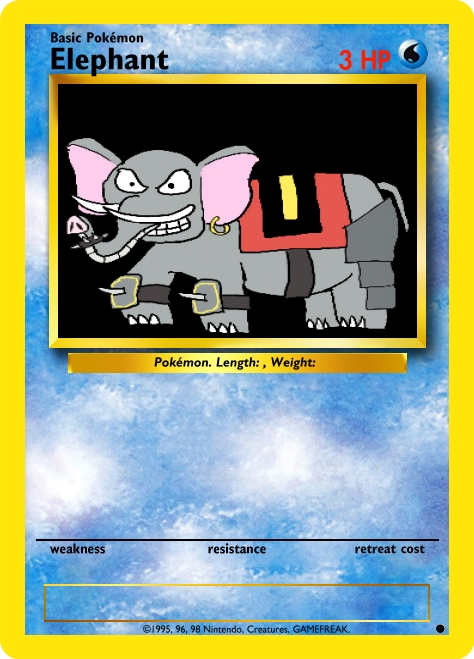 Basic Pokémon
Elephant 3 HP
Pokémon. Length: , Weight:
weakness resistance retreat cost
©1995, 96, 98 Nintendo, Creatures, GAMEFREAK.